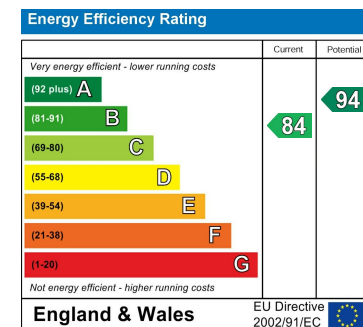 Energy Efficiency Rating
Current Potential
Very energy efficient - lower running costs
(92 plus) A
94
(81-91) B
84
(69-80) C
(55-68) D
(39-54) E
(21-38) F
(1-20) G
Not energy efficient - higher running costs
England & Wales
EU Directive
2002/91/EC